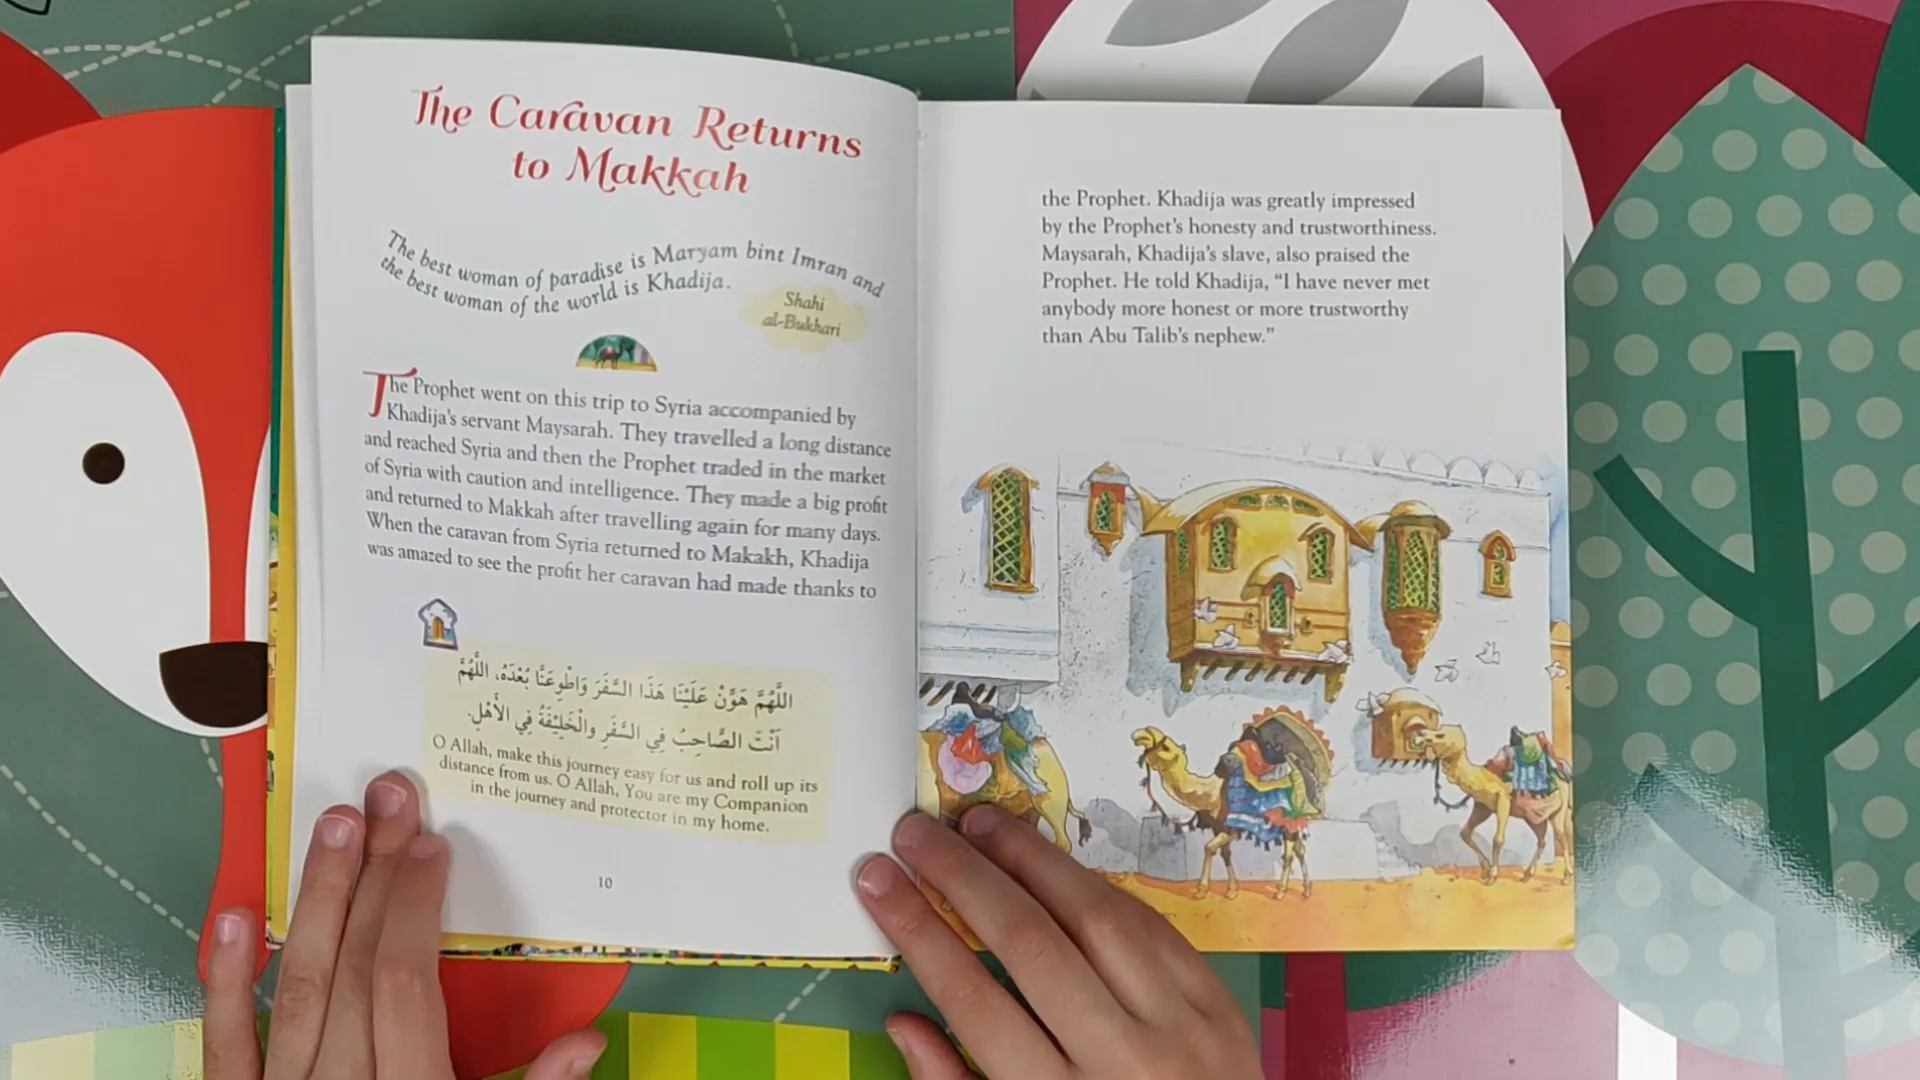 The Caravan Returns
to Makkah
The best woman of paradise is Maryam bint Imran and
the best woman of the world is Khadija.
Shahi
al-Bukhari
The Prophet went on this trip to Syria accompanied by
Khadija's servant Maysarah. They travelled a long distance
and reached Syria and then the Prophet traded in the market
of Syria with caution and intelligence. They made a big profit
and returned to Makkah after travelling again for many days.
When the caravan from Syria returned to Makakh, Khadija
was amazed to see the profit her caravan had made thanks to
اللَّهُمَّ هَوِّنْ عَلَيْنَا هَذَا السَّفَرَ وَاطْوِعَنَّا بُعْدَهُ، اللَّهُمَّ
أَنْتَ الصَّاحِبُ فِي السَّفَرِ والْخَلِيْفَةُ فِي الأَهْلِ.
O Allah, make this journey easy for us and roll up its
distance from us. O Allah, You are my Companion
in the journey and protector in my home.
10
the Prophet. Khadija was greatly impressed
by the Prophet's honesty and trustworthiness.
Maysarah, Khadija's slave, also praised the
Prophet. He told Khadija, “I have never met
anybody more honest or more trustworthy
than Abu Talib's nephew.”